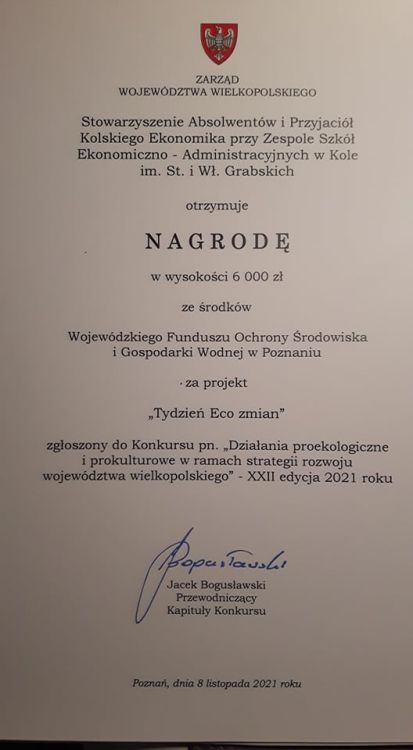 ZARZĄD
WOJEWÓDZTWA WIELKOPOLSKIEGO
Stowarzyszenie Absolwentów i Przyjaciół
Kolskiego Ekonomika przy Zespole Szkół
Ekonomiczno - Administracyjnych w Kole
im. St. i Wł. Grabskich
otrzymuje
NAGRODĘ
w wysokości 6 000 zł
ze środków
Wojewódzkiego Funduszu Ochrony Środowiska
i Gospodarki Wodnej w Poznaniu
za projekt
„Tydzień Eco zmian”
zgłoszony do Konkursu pn. „Działania proekologiczne
i prokulturowe w ramach strategii rozwoju
województwa wielkopolskiego” - XXII edycja 2021 roku
Bogusławski
Jacek Bogusławski
Przewodniczący
Kapituły Konkursu
Poznań, dnia 8 listopada 2021 roku